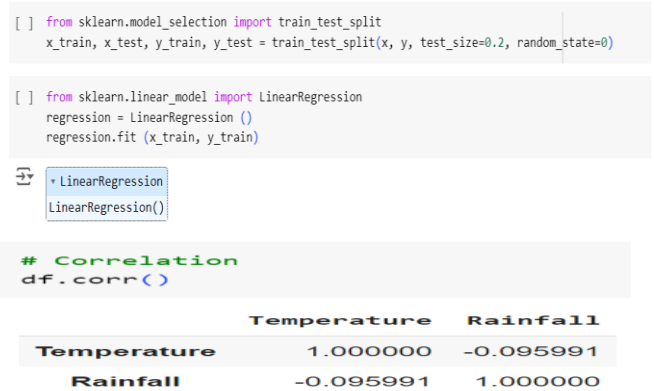 [ ] from sklearn.model_selection import train_test_split
x_train, x_test, y_train, y_test = train_test_split(x, y, test_size=0.2, random_state=0)
[ ] from sklearn.linear_model import LinearRegression
regression = LinearRegression ()
regression.fit (x_train, y_train)
▾ LinearRegression
LinearRegression()
# Correlation
df.corr()
Temperature Rainfall
Temperature 1.000000 -0.095991
Rainfall -0.095991 1.000000